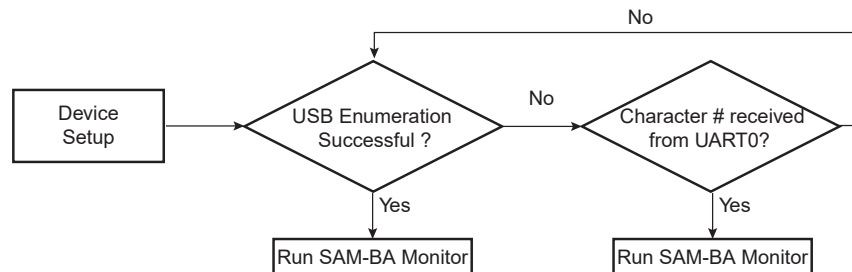 No
Device
Setup
USB Enumeration
Successful ?
No
Character # received
from UART0?
Yes
Yes
Run SAM-BA Monitor
Run SAM-BA Monitor